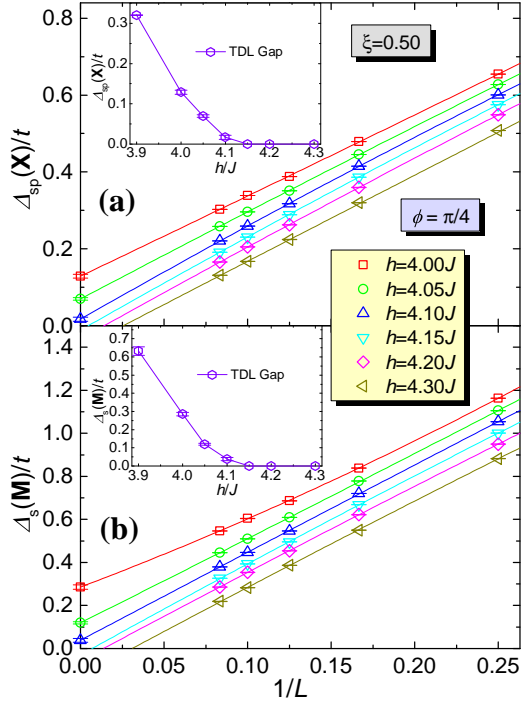 0.8
0.6
0.4
0.2
0.0
Δsp(X)/t
0.3
0.2
0.1
0.0
Δsp(X)/t
TDL Gap
3.9 4.0 4.1 4.2 4.3
h/J
ξ=0.50
(a)
ϕ = π/4
h=4.00J
h=4.05J
h=4.10J
h=4.15J
h=4.20J
h=4.30J
1.4
1.2
1.0
0.8
0.6
0.4
0.2
0.0
Δs(M)/t
0.7
0.6
0.5
0.4
0.3
0.2
0.1
0.0
Δs(M)/t
TDL Gap
3.9 4.0 4.1 4.2 4.3
h/J
(b)
0.00 0.05 0.10 0.15 0.20 0.25
1/L